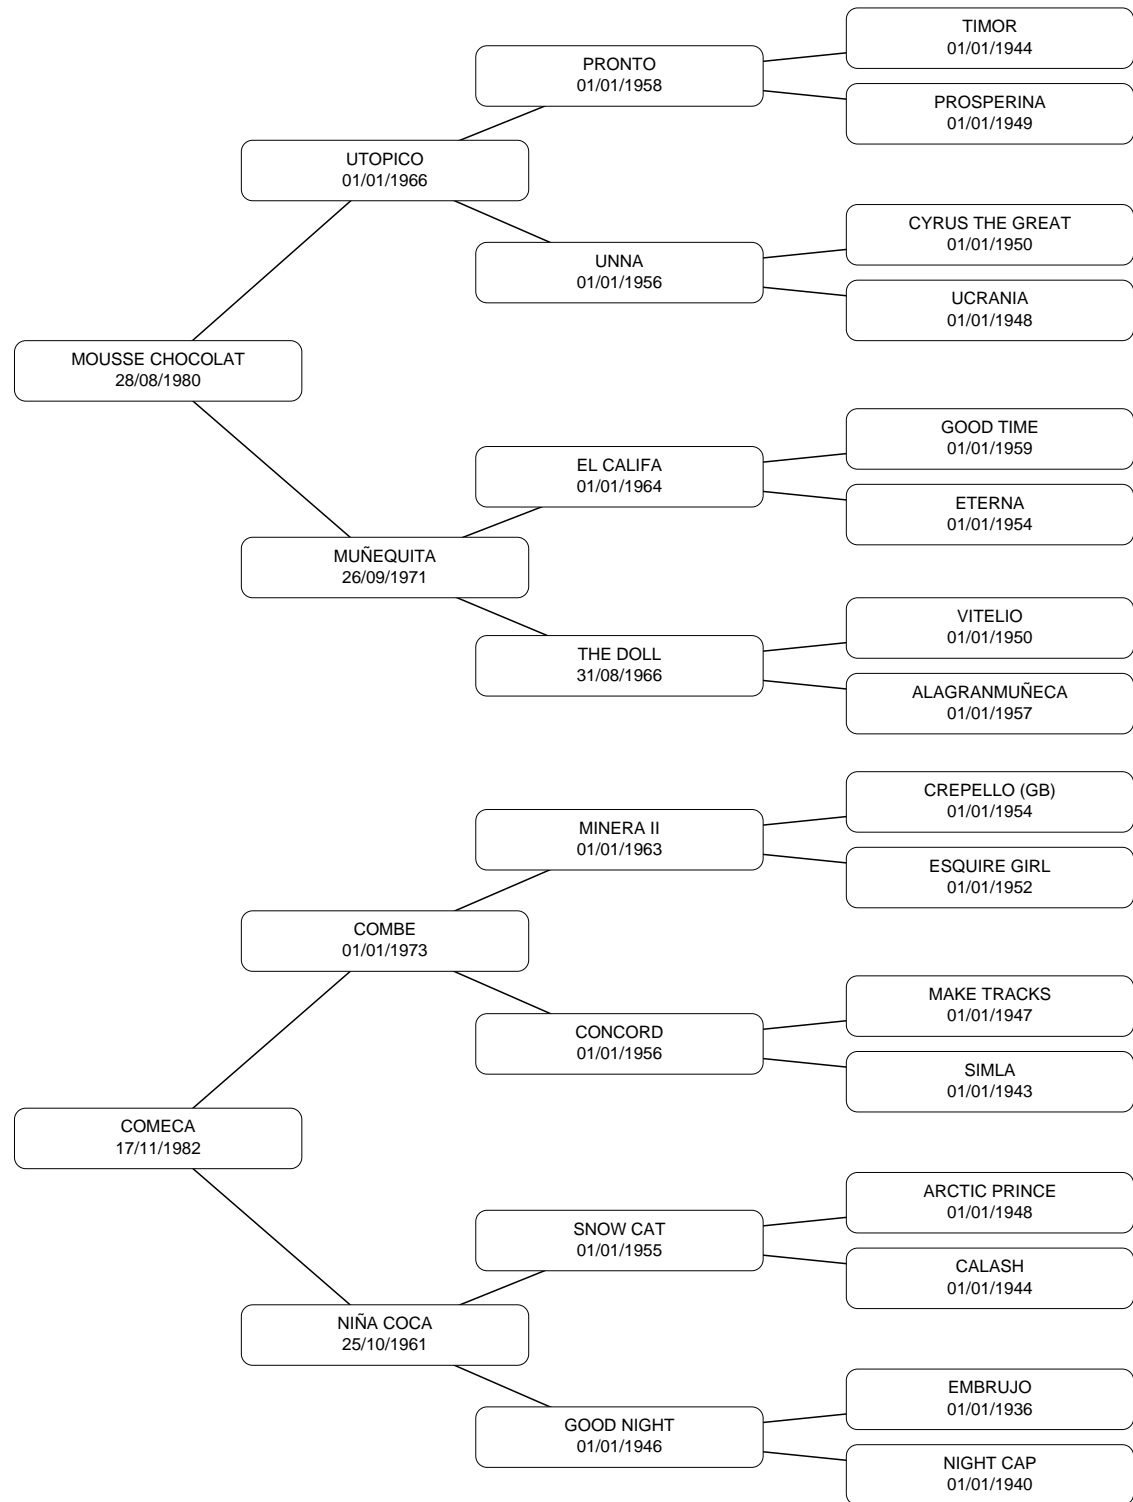 TIMOR
01/01/1944
PRONTO
01/01/1958
PROSPERINA
01/01/1949
UTOPICO
01/01/1966
CYRUS THE GREAT
01/01/1950
UNNA
01/01/1956
UCRANIA
01/01/1948
MOUSSE CHOCOLAT
28/08/1980
GOOD TIME
01/01/1959
EL CALIFA
01/01/1964
ETERNA
01/01/1954
MUÑEQUITA
26/09/1971
VITELIO
01/01/1950
THE DOLL
31/08/1966
ALAGRANMUÑECA
01/01/1957
CREPELLO (GB)
01/01/1954
MINERA II
01/01/1963
ESQUIRE GIRL
01/01/1952
COMBE
01/01/1973
MAKE TRACKS
01/01/1947
CONCORD
01/01/1956
SIMLA
01/01/1943
COMECA
17/11/1982
ARCTIC PRINCE
01/01/1948
SNOW CAT
01/01/1955
CALASH
01/01/1944
NIÑA COCA
25/10/1961
EMBRUJO
01/01/1936
GOOD NIGHT
01/01/1946
NIGHT CAP
01/01/1940